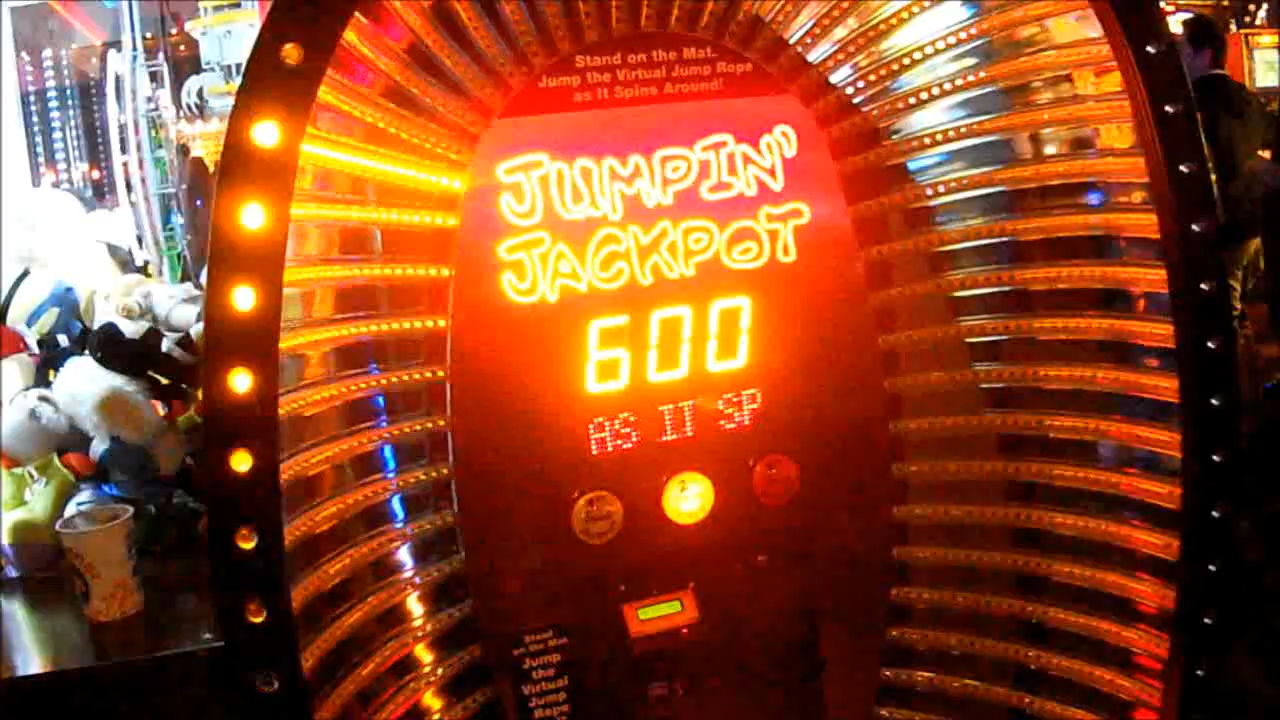 Stand on the Mat.
Jump the Virtual Jump Rope
as It Spins Around!
JUMPIN'
JACKPOT
600
AS IT SP
Stand
on the Mat
Jump
the
Virtual
Jump
Rope